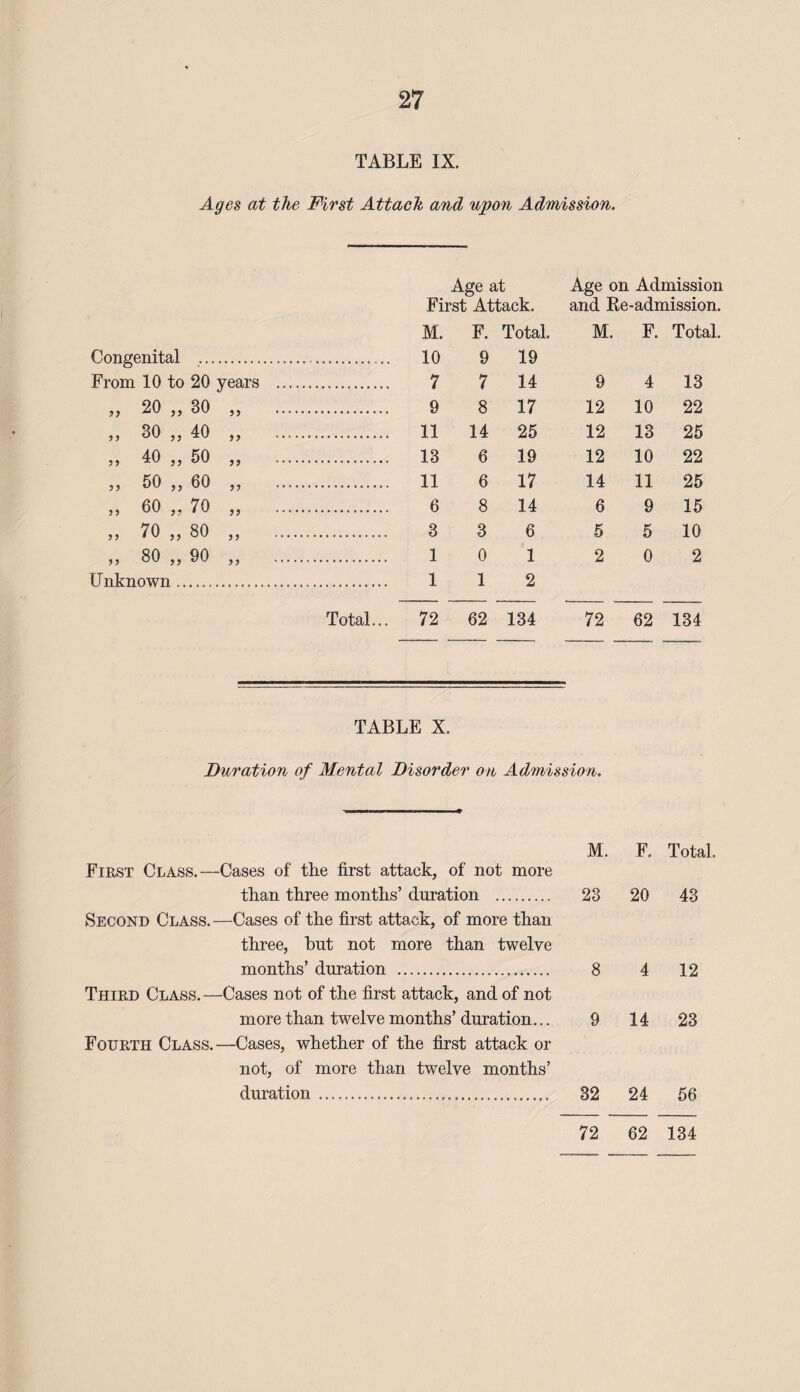 27
TABLE IX.
Ages at the First Attack and upon Admission.
Age at Age on Admission
First Attack. and Re-admission.
M. F. Total. M. F. Total.
Congenital .............................. 10 9 19
From 10 to 20 years .................. 7 7 14 9 4 13
,, 20 ,, 30 ,, .................. 9 8 17 12 10 22
,, 30 ,, 40 ,, .................. 11 14 25 12 13 25
,, 40 ,, 50 ,, .................. 13 6 19 12 10 22
,, 50 ,, 60 ,, .................. 11 6 17 14 11 25
,, 60 ,, 70 ,, .................. 6 8 14 6 9 15
,, 70 ,, 80 ,, .................. 3 3 6 5 5 10
,, 80 ,, 90 ,, .................. 1 0 1 2 0 2
Unknown................................. 1 1 2
Total... 72 62 134 72 62 134
TABLE X.
Duration of Mental Disorder on Admission.
M. F. Total.
First Class.—Cases of the first attack, of not more
than three months’ duration ......... 23 20 43
Second Class.—Cases of the first attack, of more than
three, but not more than twelve
months’ duration ........................ 8 4 12
Third Class.—Cases not of the first attack, and of not
more than twelve months’ duration... 9 14 23
Fourth Class.—Cases, whether of the first attack or
not, of more than twelve months’
duration .................................... 32 24 56
72 62 134